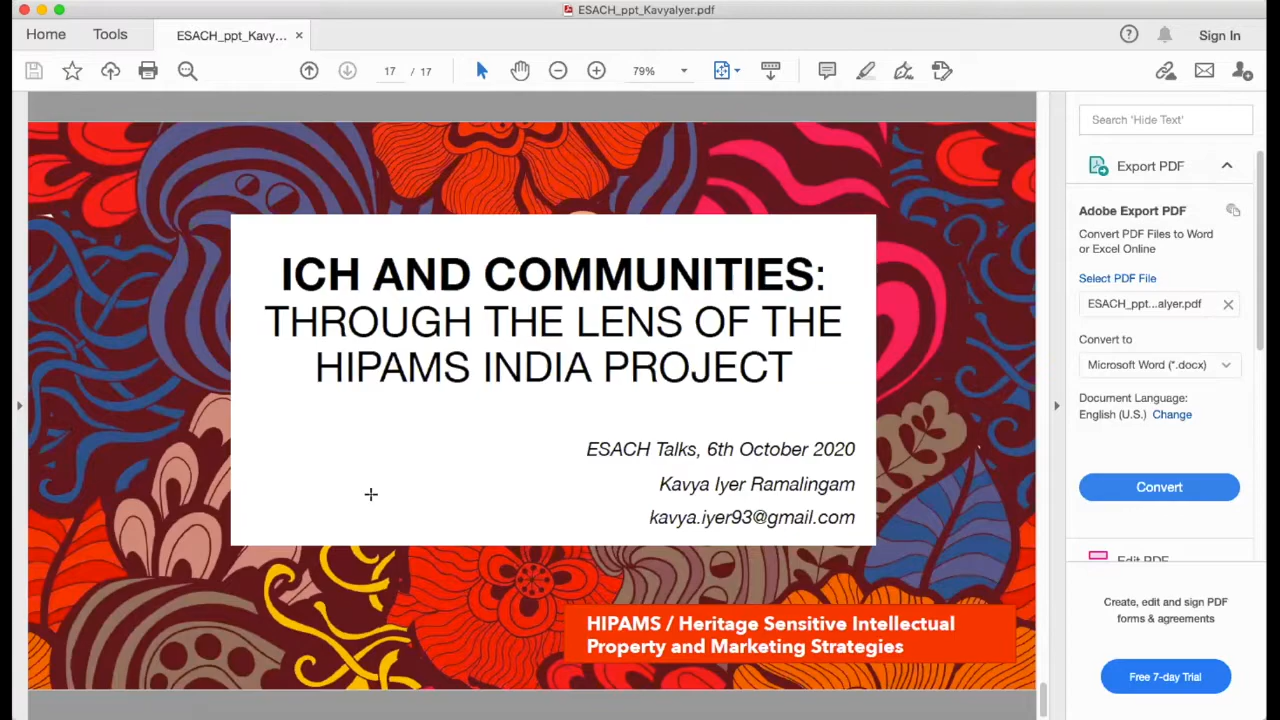 ESACH_ppt_KavyaIyer.pdf
Home
Tools
ESACH_ppt_Kavy...
Sign In
17 / 17
79%
Search 'Hide Text'
Export PDF
Adobe Export PDF
Convert PDF Files to Word
or Excel Online
Select PDF File
ESACH_ppt...aIyer.pdf
Convert to
Microsoft Word (*.docx)
Document Language:
English (U.S.) Change
Convert
Edit PDF
Create, edit and sign PDF
forms & agreements
Free 7-day Trial
ICH AND COMMUNITIES:
THROUGH THE LENS OF THE
HIPAMS INDIA PROJECT
ESACH Talks, 6th October 2020
Kavya Iyer Ramalingam
kavya.iyer93@gmail.com
HIPAMS / Heritage Sensitive Intellectual
Property and Marketing Strategies